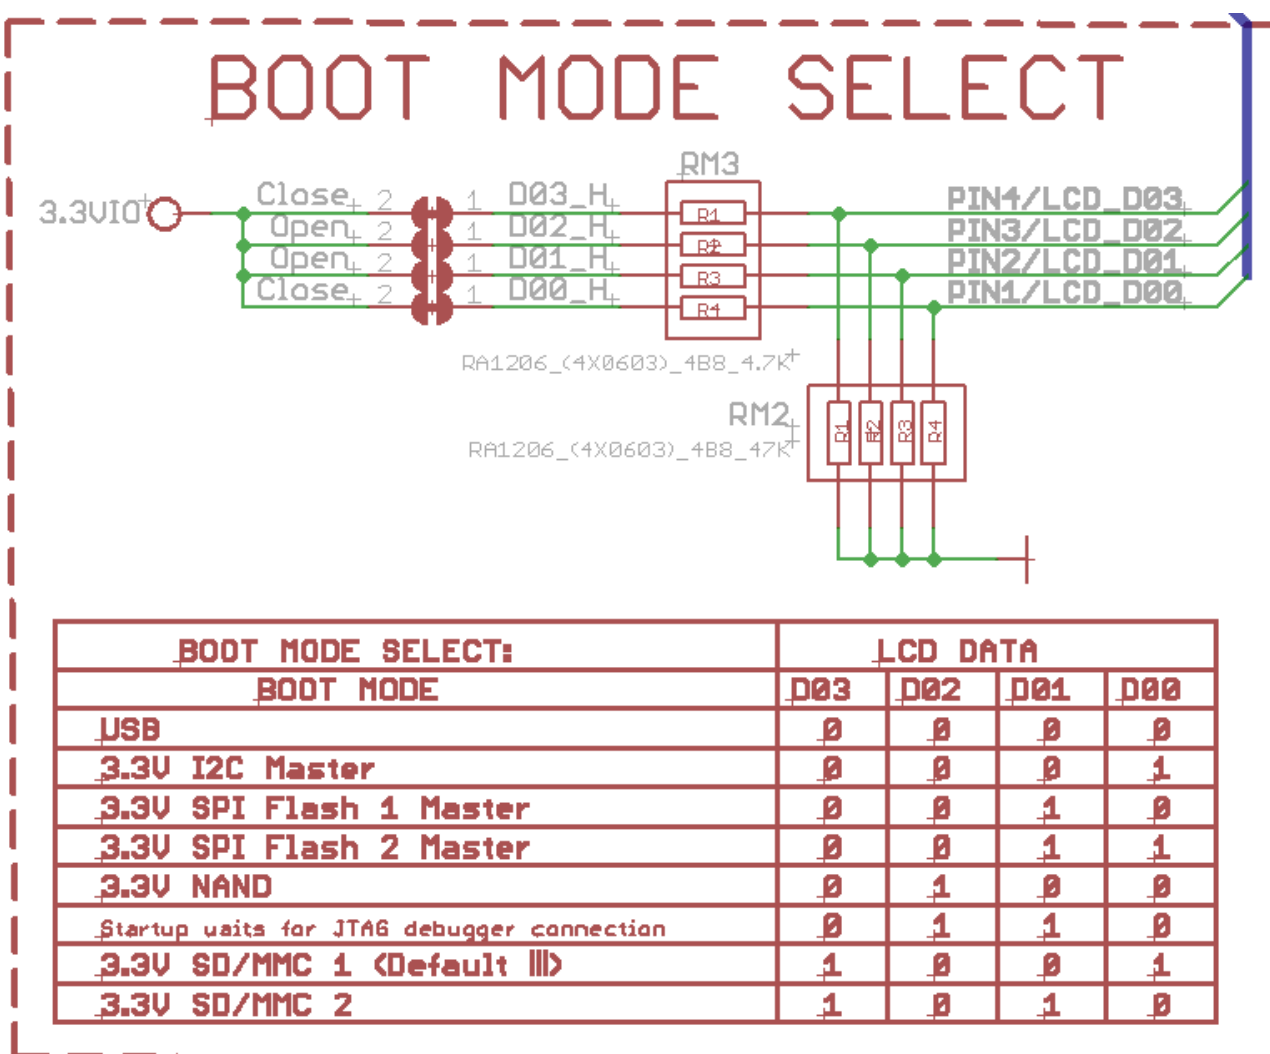 BOOT MODE SELECT
RM3
3.3VIO Close 2 1 D03_H R1 PIN4/LCD_D03
Open 2 1 D02_H R2 PIN3/LCD_D02
Open 2 1 D01_H R3 PIN2/LCD_D01
Close 2 1 D00_H R4 PIN1/LCD_D00
RA1206_(4X0603)_4B8_4.7K
RM2 R1 R2 R3 R4
RA1206_(4X0603)_4B8_47K
BOOT MODE SELECT: LCD DATA
BOOT MODE D03 D02 D01 D00
USB 0 0 0 0
3.3V I2C Master 0 0 0 1
3.3V SPI Flash 1 Master 0 0 1 0
3.3V SPI Flash 2 Master 0 0 1 1
3.3V NAND 0 1 0 0
Startup waits for JTAG debugger connection 0 1 1 0
3.3V SD/MMC 1 (Default !!!) 1 0 0 1
3.3V SD/MMC 2 1 0 1 0